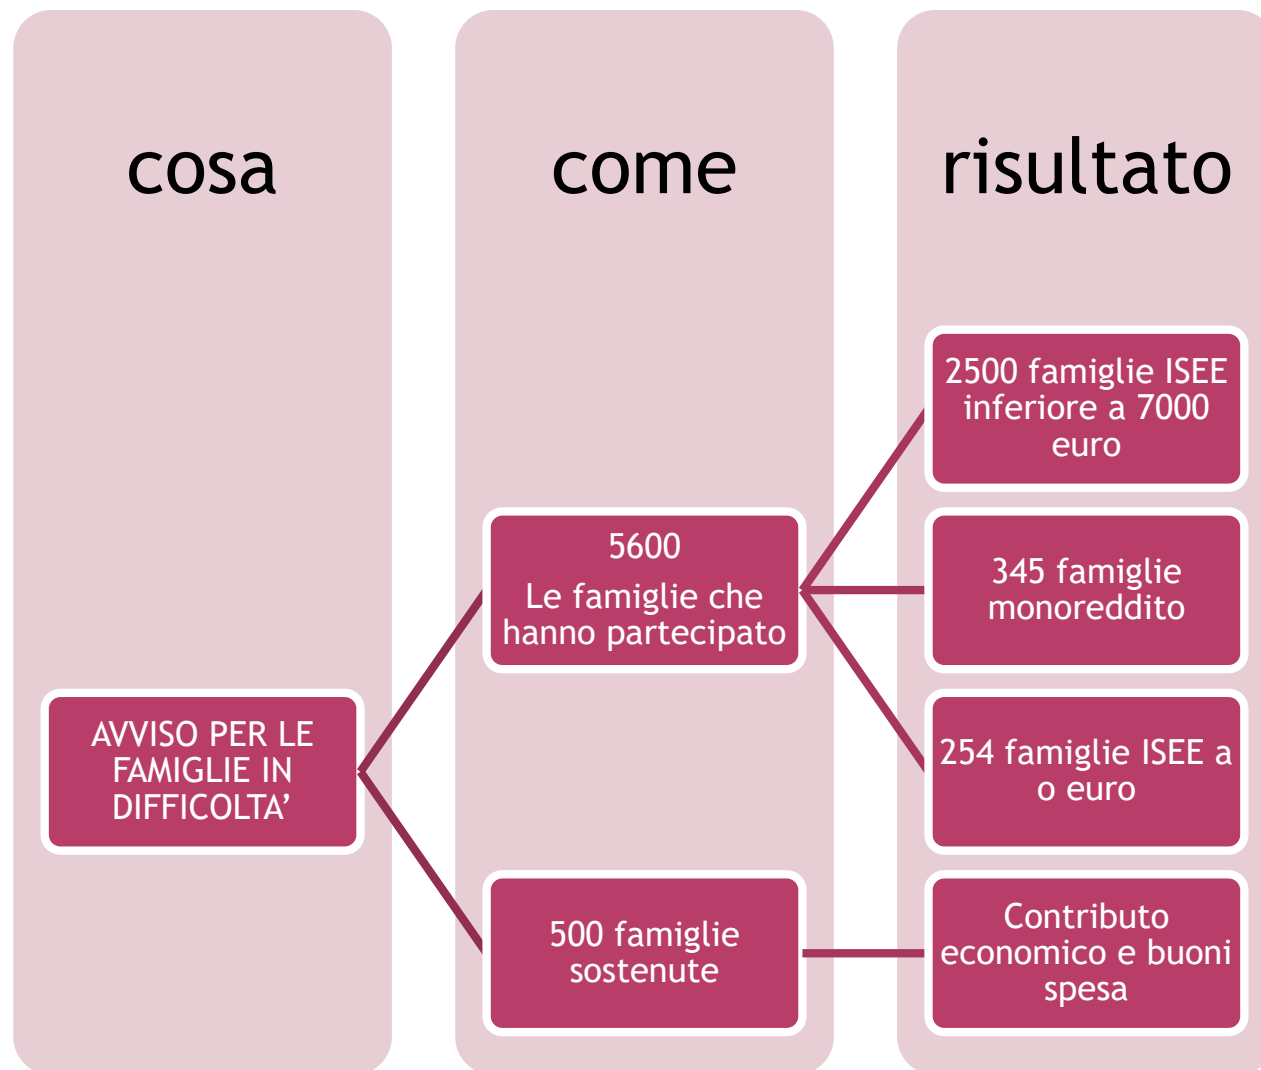 cosa
come
risultato
AVVISO PER LE
FAMIGLIE IN
DIFFICOLTA’
5600
Le famiglie che
hanno partecipato
500 famiglie
sostenute
2500 famiglie ISEE
inferiore a 7000
euro
345 famiglie
monoreddito
254 famiglie ISEE a
o euro
Contributo
economico e buoni
spesa